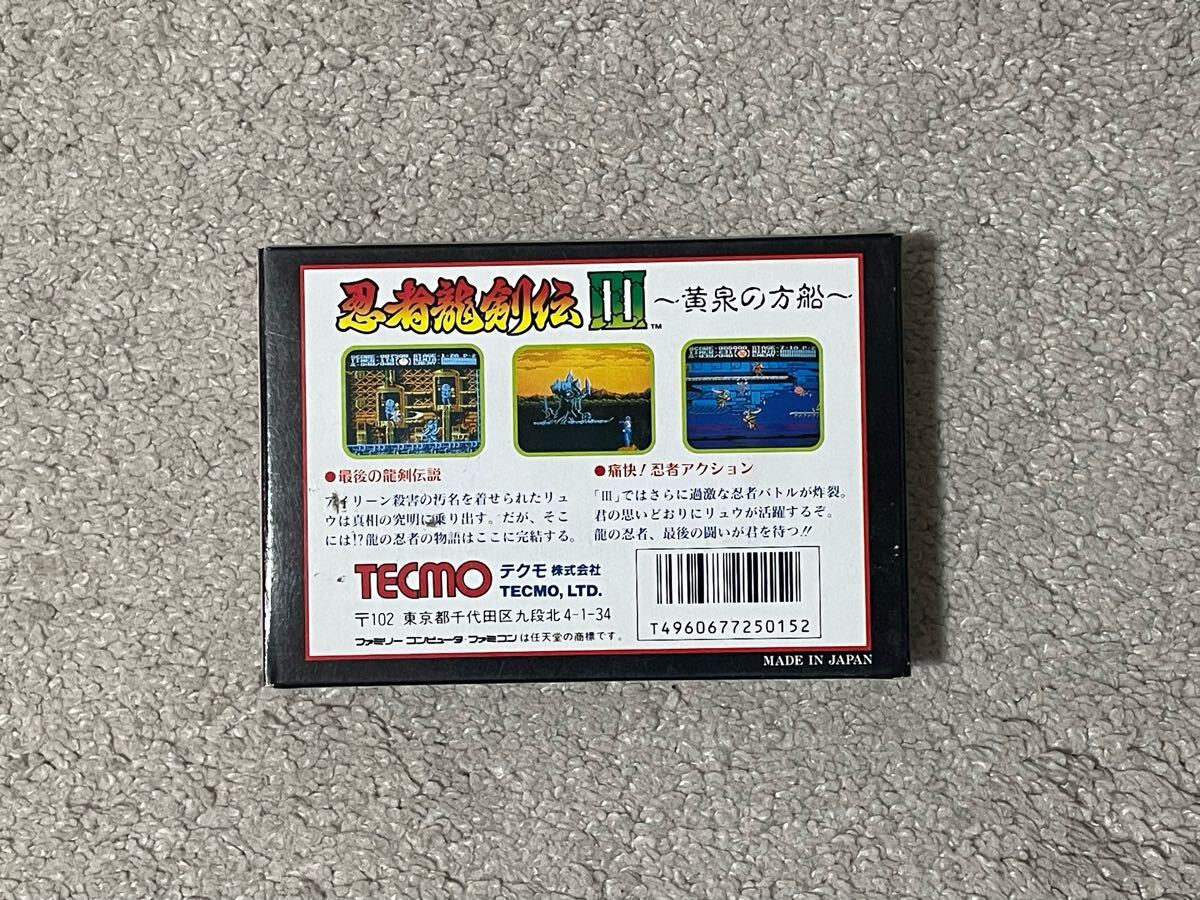 忍者龍剣伝III™ 〜黄泉の方船〜
●最後の龍剣伝説
アイリーン殺害の汚名を着せられたリュ
ウは真相の究明に乗り出す。だが、そこ
には!?龍の忍者の物語はここに完結する。
●痛快!忍者アクション
「III」ではさらに過激な忍者バトルが炸裂。
君の思いどおりにリュウが活躍するぞ。
龍の忍者、最後の闘いが君を待つ!!
TECMO テクモ株式会社
TECMO, LTD.
〒102 東京都千代田区九段北4-1-34
ファミリーコンピュータ・ファミコンは任天堂の商標です。
T4960677250152
MADE IN JAPAN